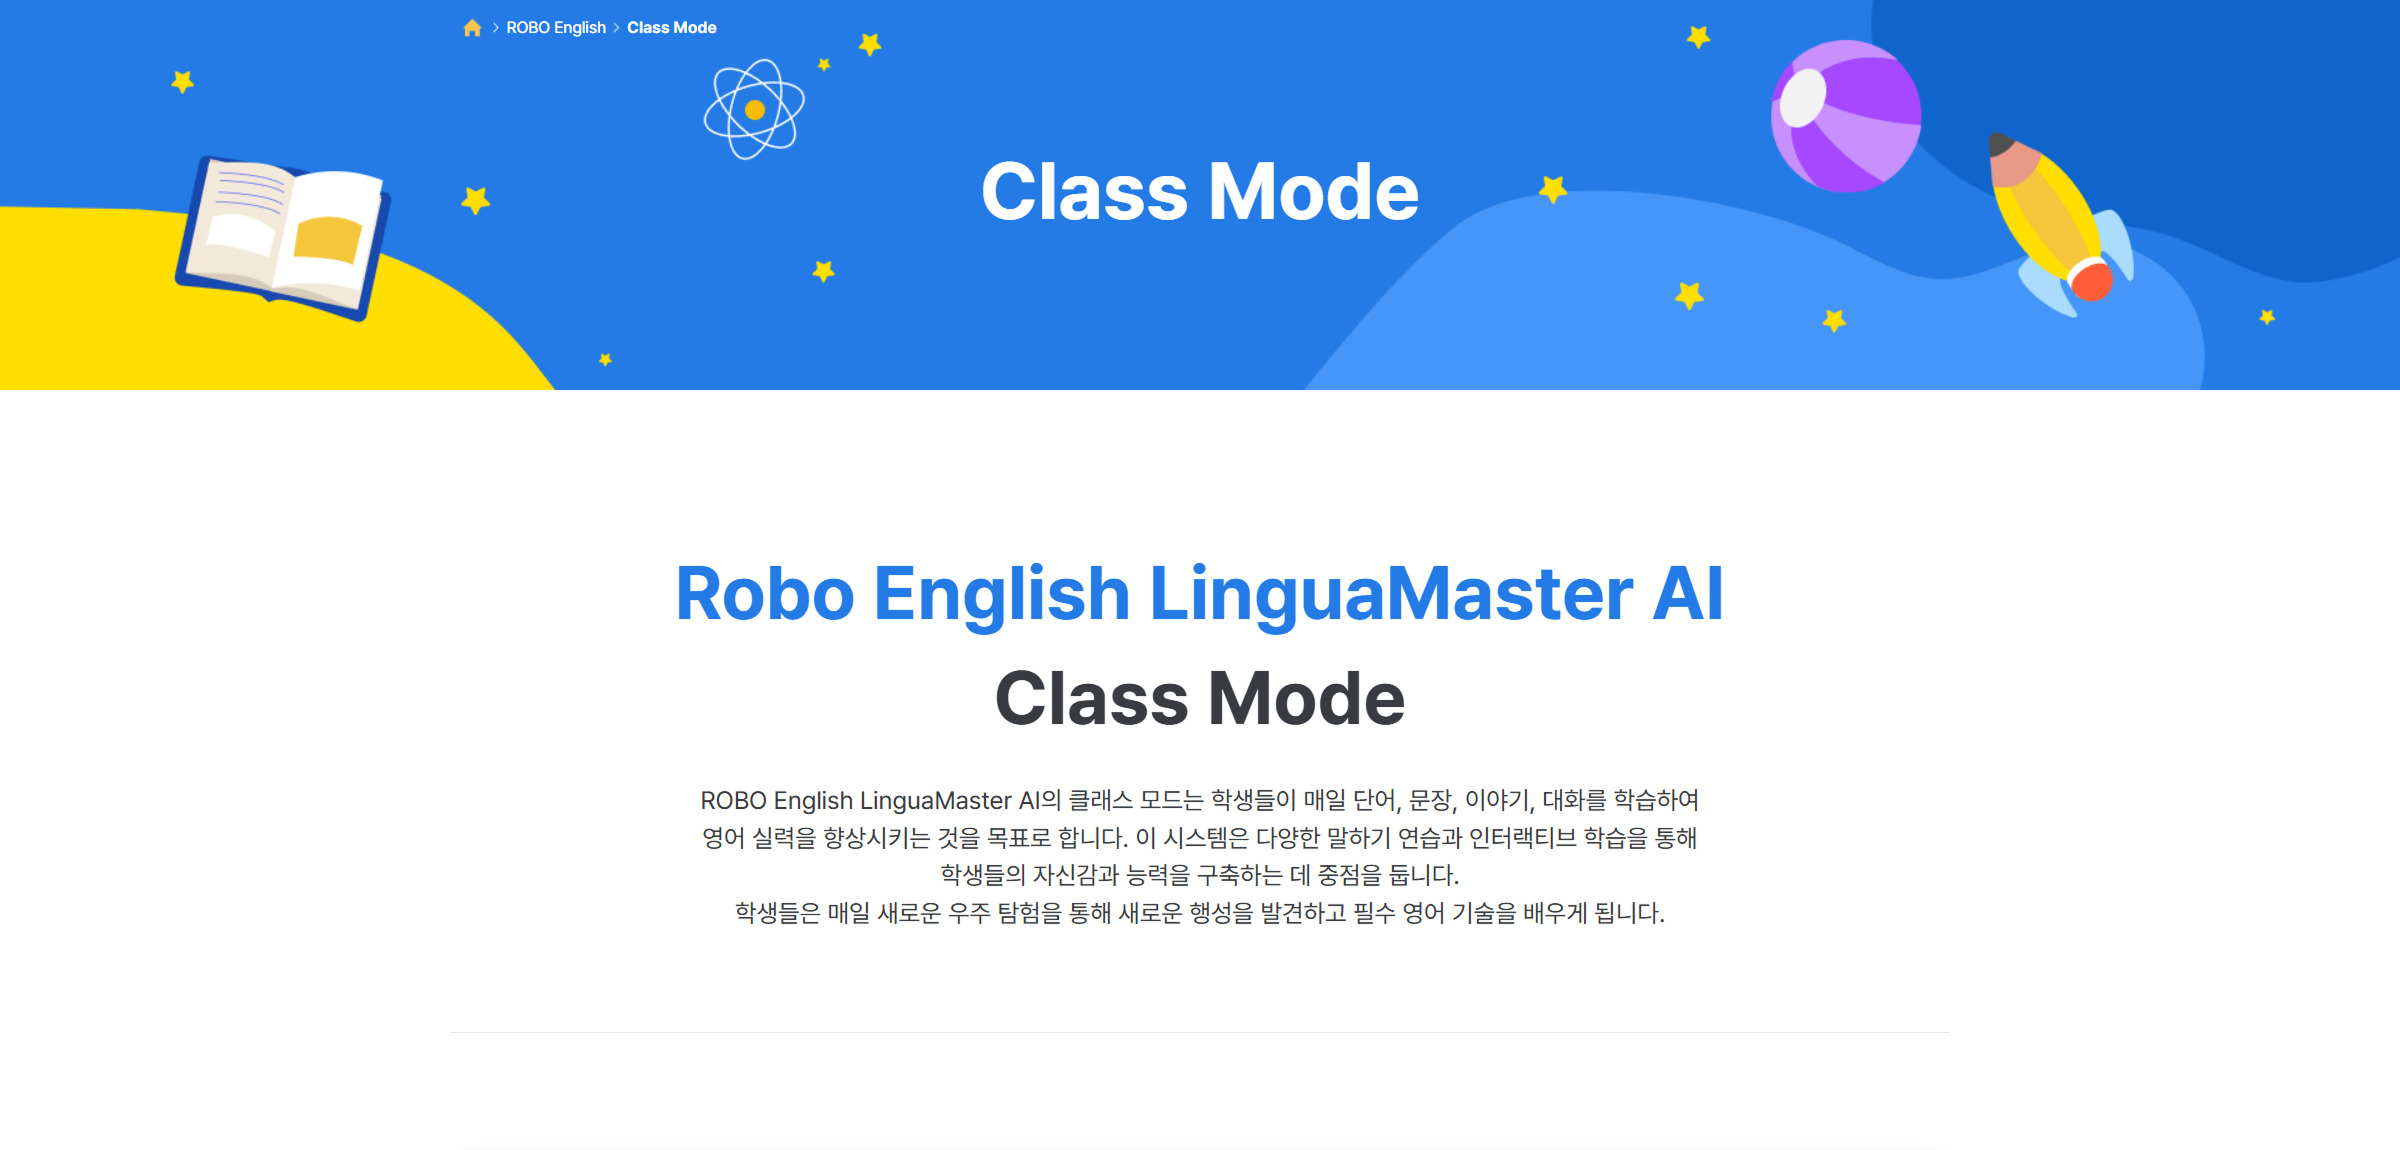 ROBO English > Class Mode
Class Mode
Robo English LinguaMaster AI
Class Mode
ROBO English LinguaMaster AI의 클래스 모드는 학생들이 매일 단어, 문장, 이야기, 대화를 학습하여
영어 실력을 향상시키는 것을 목표로 합니다. 이 시스템은 다양한 말하기 연습과 인터랙티브 학습을 통해
학생들의 자신감과 능력을 구축하는 데 중점을 둡니다.
학생들은 매일 새로운 우주 탐험을 통해 새로운 행성을 발견하고 필수 영어 기술을 배우게 됩니다.